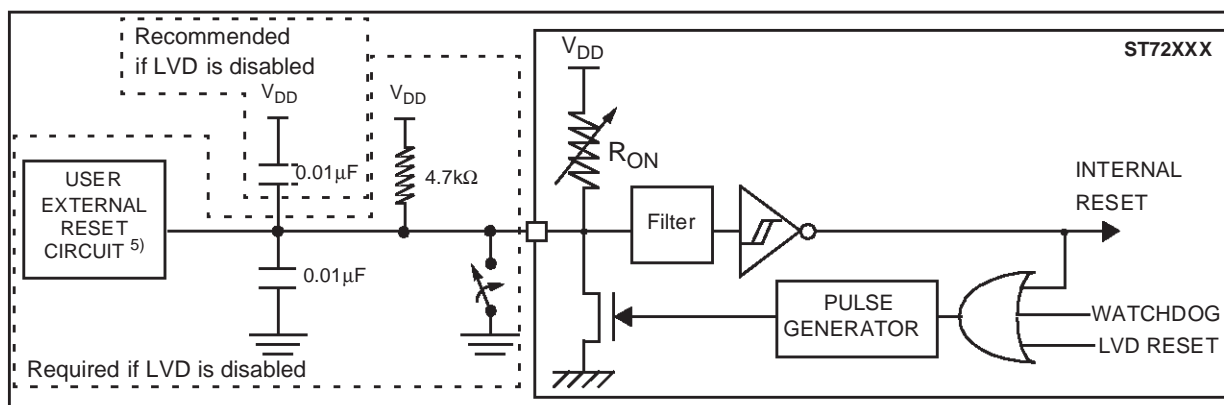 Recommended
if LVD is disabled
V_DD
V_DD
0.01μF
4.7kΩ
USER
EXTERNAL
RESET
CIRCUIT 5)
0.01μF
Required if LVD is disabled
ST72XXX
V_DD
R_ON
Filter
INTERNAL
RESET
PULSE
GENERATOR
WATCHDOG
LVD RESET